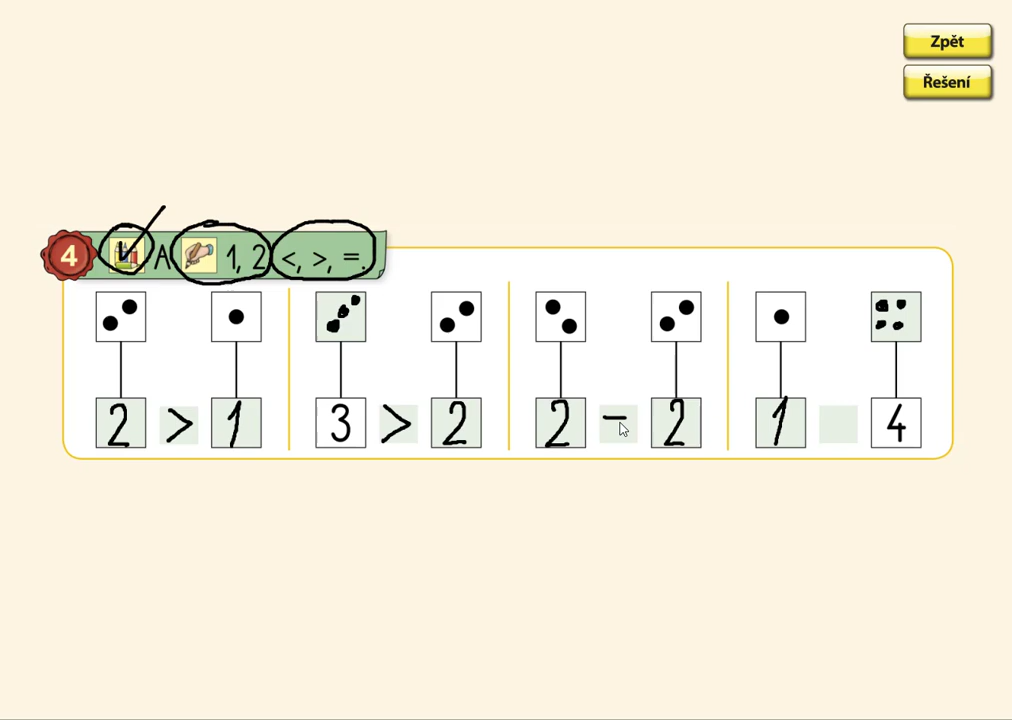 Zpět
Řešení
4 A 1, 2 <, >, =.
2 > 1 3 > 2 2 - 2 1 4